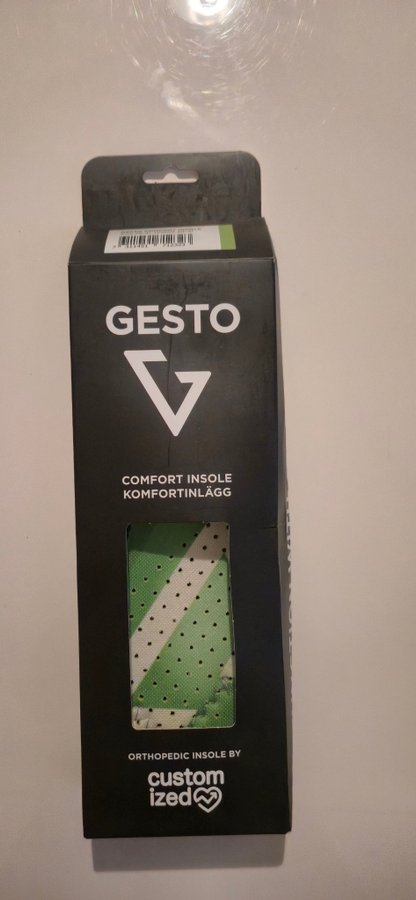 GESTO
COMFORT INSOLE
KOMFORTINLÄGG
ORTHOPEDIC INSOLE BY
custom
ized